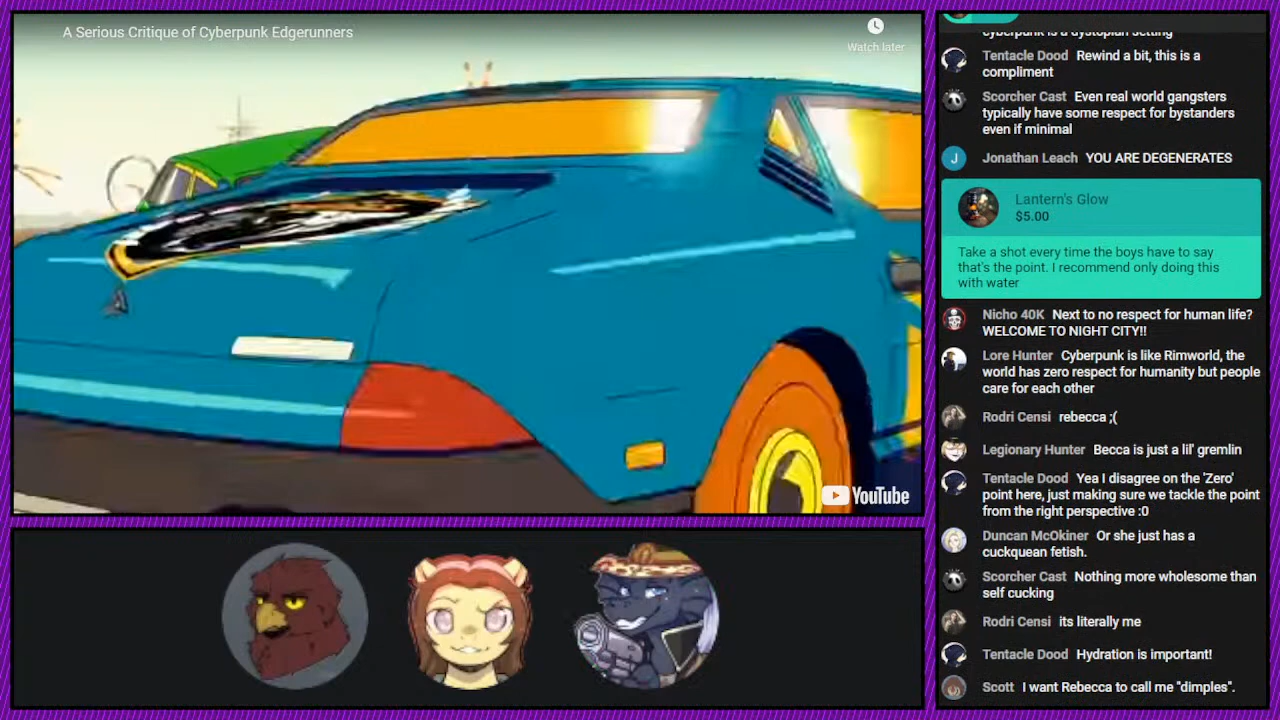 A Serious Critique of Cyberpunk Edgerunners
Watch later
YouTube
cyberpunk is a dystopian setting
Tentacle Dood Rewind a bit, this is a
compliment
Scorcher Cast Even real world gangsters
typically have some respect for bystanders
even if minimal
J
Jonathan Leach YOU ARE DEGENERATES
Lantern's Glow
$5.00
Take a shot every time the boys have to say
that's the point. I recommend only doing this
with water
Nicho 40K Next to no respect for human life?
WELCOME TO NIGHT CITY!!
Lore Hunter Cyberpunk is like Rimworld, the
world has zero respect for humanity but people
care for each other
Rodri Censi rebecca ;(
Legionary Hunter Becca is just a lil' gremlin
Tentacle Dood Yea I disagree on the 'Zero'
point here, just making sure we tackle the point
from the right perspective :0
Duncan McOkiner Or she just has a
cuckquean fetish.
Scorcher Cast Nothing more wholesome than
self cucking
Rodri Censi its literally me
Tentacle Dood Hydration is important!
Scott I want Rebecca to call me "dimples".